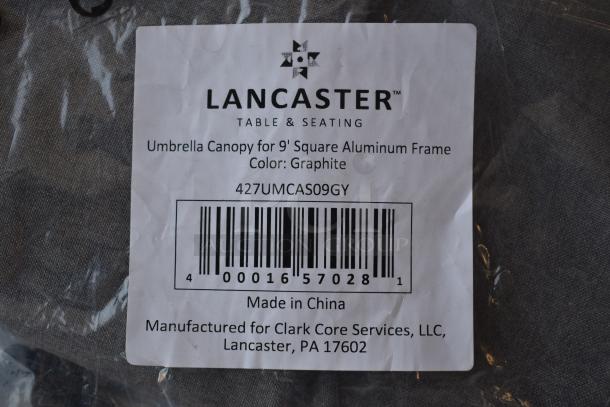 LANCASTER™
TABLE & SEATING
Umbrella Canopy for 9' Square Aluminum Frame
Color: Graphite
427UMCAS09GY
4 00016 57028 1
Made in China
Manufactured for Clark Core Services, LLC,
Lancaster, PA 17602